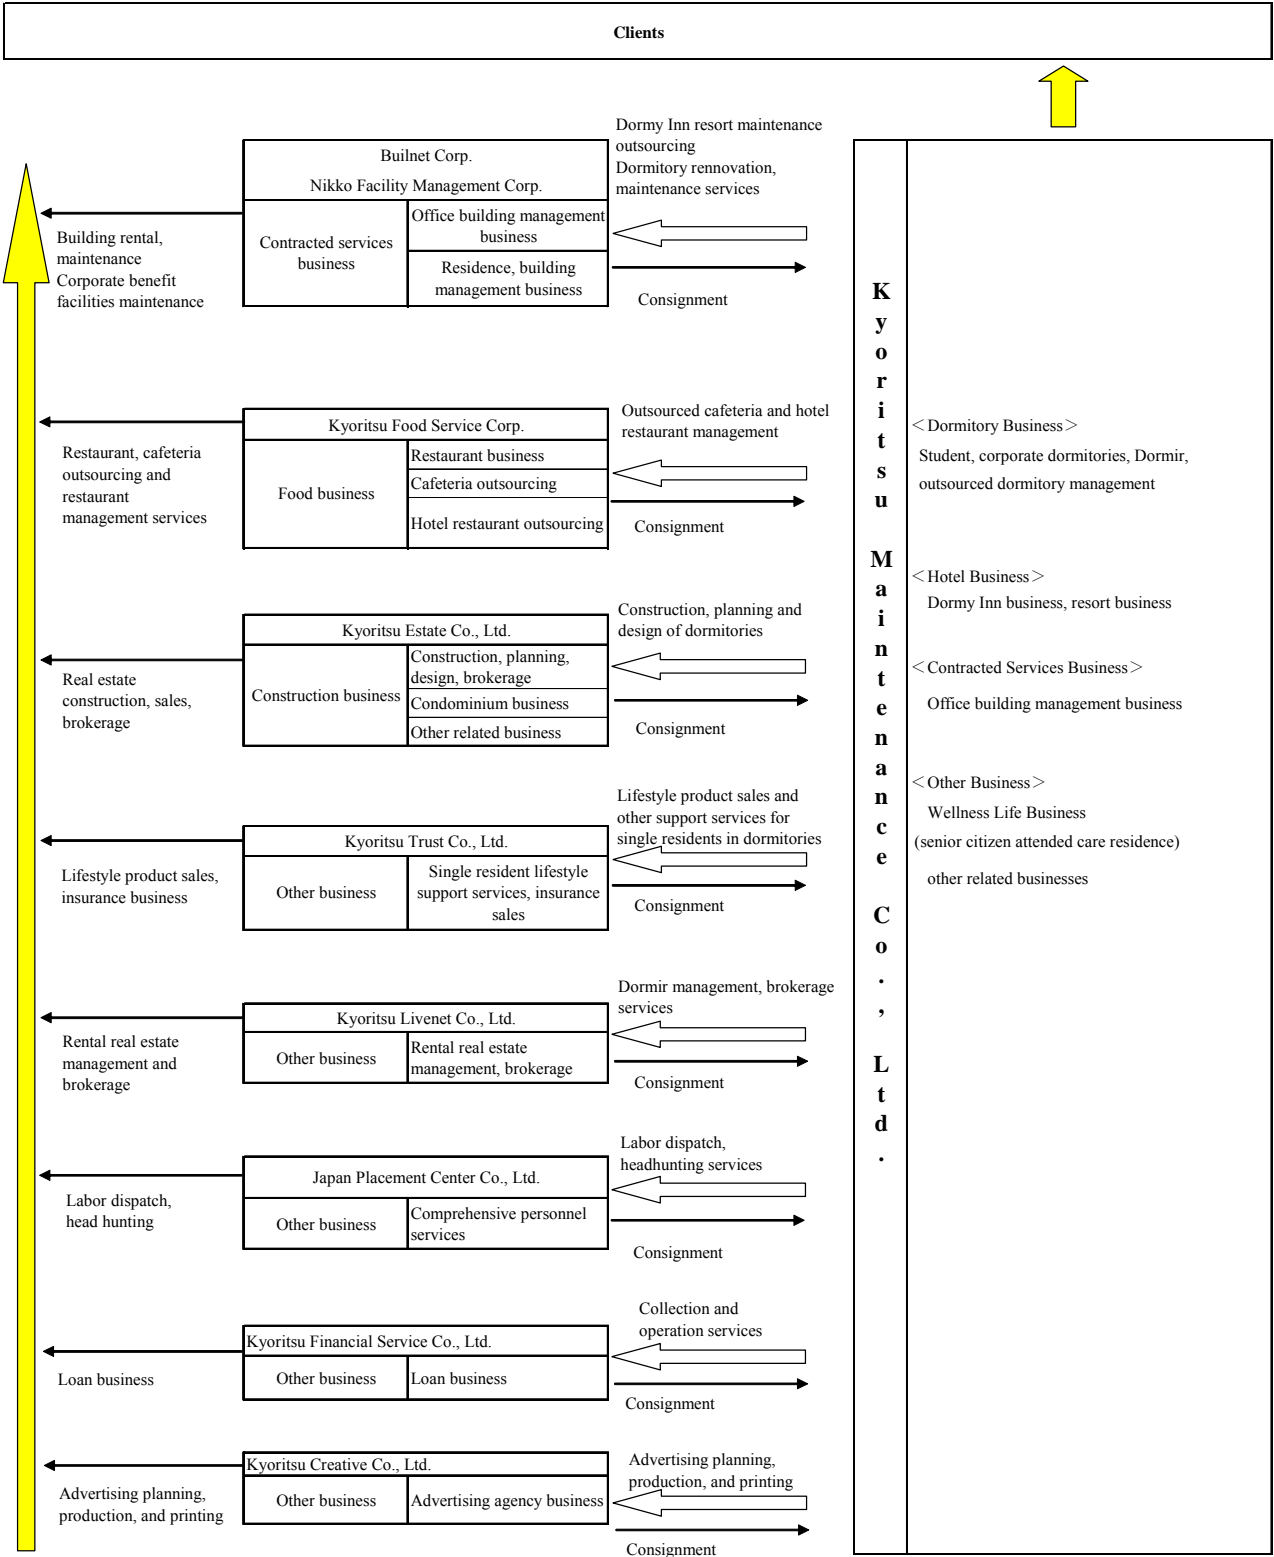 Clients
Dormy Inn resort maintenance
outsourcing
Dormitory rennovation,
maintenance services
Builnet Corp.
Nikko Facility Management Corp.
Contracted services
business
Office building management
business
Residence, building
management business
Building rental,
maintenance
Corporate benefit
facilities maintenance
Consignment
Outsourced cafeteria and hotel
restaurant management
Kyoritsu Food Service Corp.
Food business
Restaurant business
Cafeteria outsourcing
Hotel restaurant outsourcing
Restaurant, cafeteria
outsourcing and
restaurant
management services
Consignment
Construction, planning and
design of dormitories
Kyoritsu Estate Co., Ltd.
Construction business
Construction, planning,
design, brokerage
Condominium business
Other related business
Real estate
construction, sales,
brokerage
Consignment
Lifestyle product sales and
other support services for
single residents in dormitories
Kyoritsu Trust Co., Ltd.
Other business
Single resident lifestyle
support services, insurance
sales
Lifestyle product sales,
insurance business
Consignment
Dormir management, brokerage
services
Kyoritsu Livenet Co., Ltd.
Other business
Rental real estate
management, brokerage
Rental real estate
management and
brokerage
Consignment
Labor dispatch,
headhunting services
Japan Placement Center Co., Ltd.
Other business
Comprehensive personnel
services
Labor dispatch,
head hunting
Consignment
Collection and
operation services
Kyoritsu Financial Service Co., Ltd.
Other business
Loan business
Loan business
Consignment
Advertising planning,
production, and printing
Kyoritsu Creative Co., Ltd.
Other business
Advertising agency business
Advertising planning,
production, and printing
Consignment
Kyoritsu Maintenance Co., Ltd.
＜Dormitory Business＞
Student, corporate dormitories, Dormir,
outsourced dormitory management
＜Hotel Business＞
Dormy Inn business, resort business
＜Contracted Services Business＞
Office building management business
＜Other Business＞
Wellness Life Business
(senior citizen attended care residence)
other related businesses